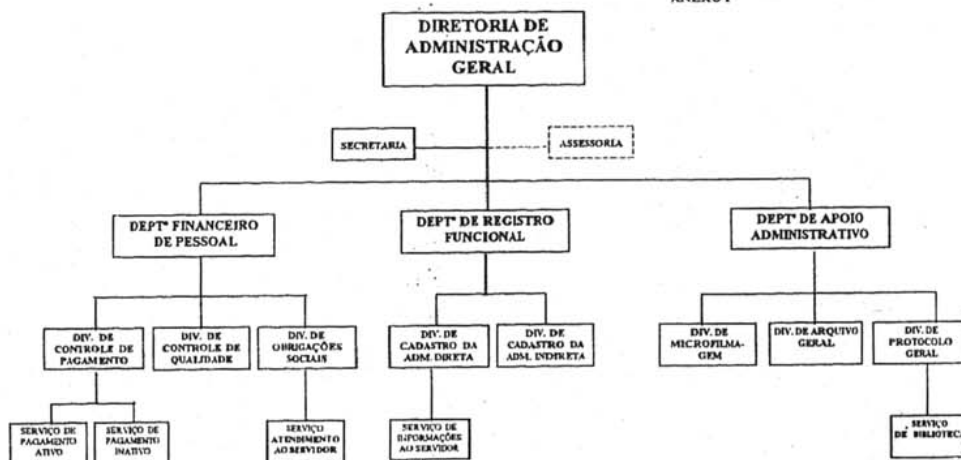 DIRETORIA DE
ADMINISTRAÇÃO
GERAL
SECRETARIA
ASSESSORIA
DEPTº FINANCEIRO
DE PESSOAL
DEPTº DE REGISTRO
FUNCIONAL
DEPTº DE APOIO
ADMINISTRATIVO
DIV. DE
CONTROLE DE
PAGAMENTO
DIV. DE
CONTROLE DE
QUALIDADE
DIV. DE
OBRIGAÇÕES
SOCIAIS
DIV. DE
CADASTRO DA
ADM. DIRETA
DIV. DE
CADASTRO DA
ADM. INDIRETA
DIV. DE
MICROFILMA-
GEM
DIV. DE ARQUIVO
GERAL
DIV. DE
PROTOCOLO
GERAL
SERVIÇO DE
PAGAMENTO
ATIVO
SERVIÇO DE
PAGAMENTO
INATIVO
SERVIÇO
ATENDIMENTO
AO SERVIDOR
SERVIÇO DE
INFORMAÇÕES
AO SERVIDOR
SERVIÇO
DE BIBLIOTECA